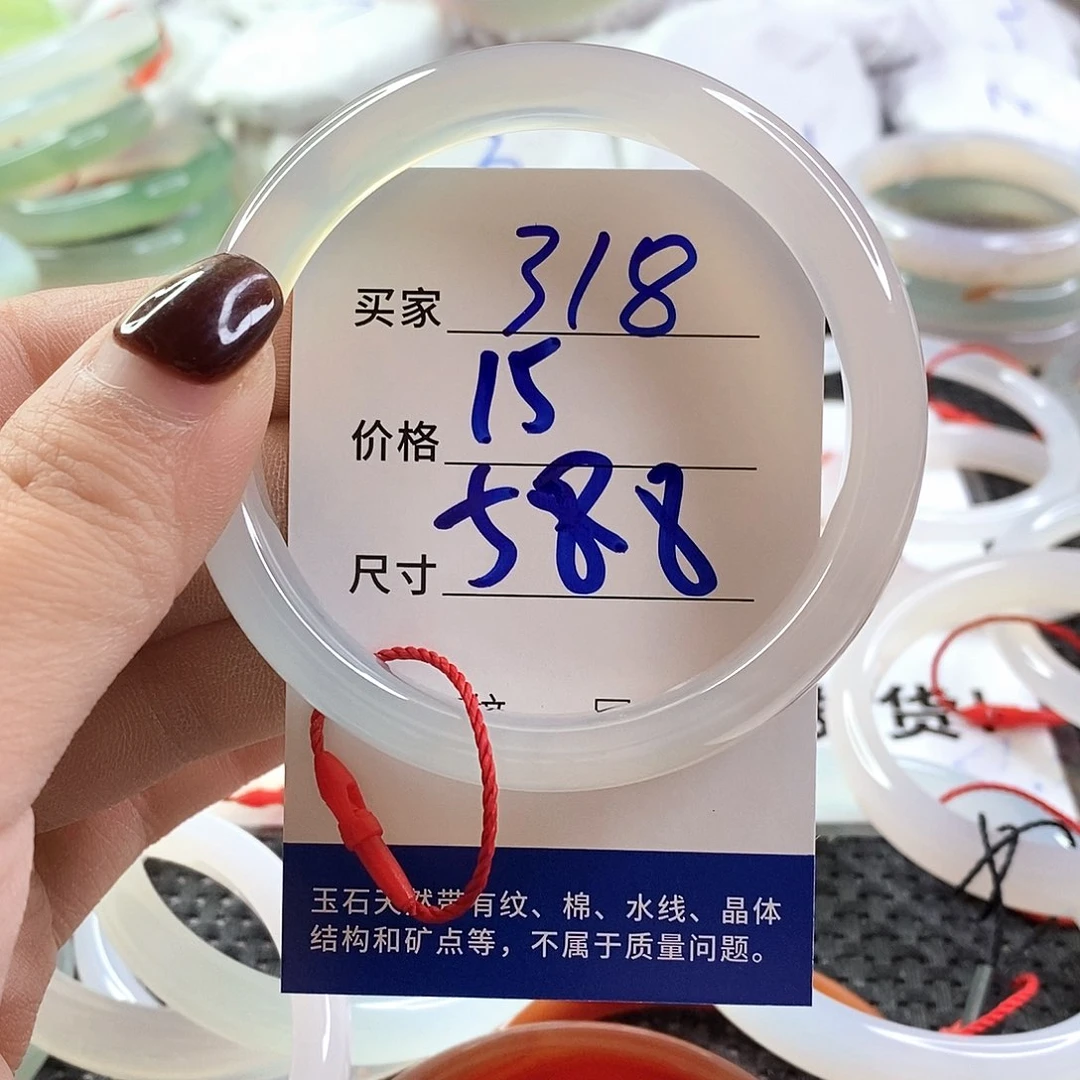 买家 318
价格 15
尺寸 588
玉石天然带有纹、棉、水线、晶体
结构和矿点等，不属于质量问题。
货!